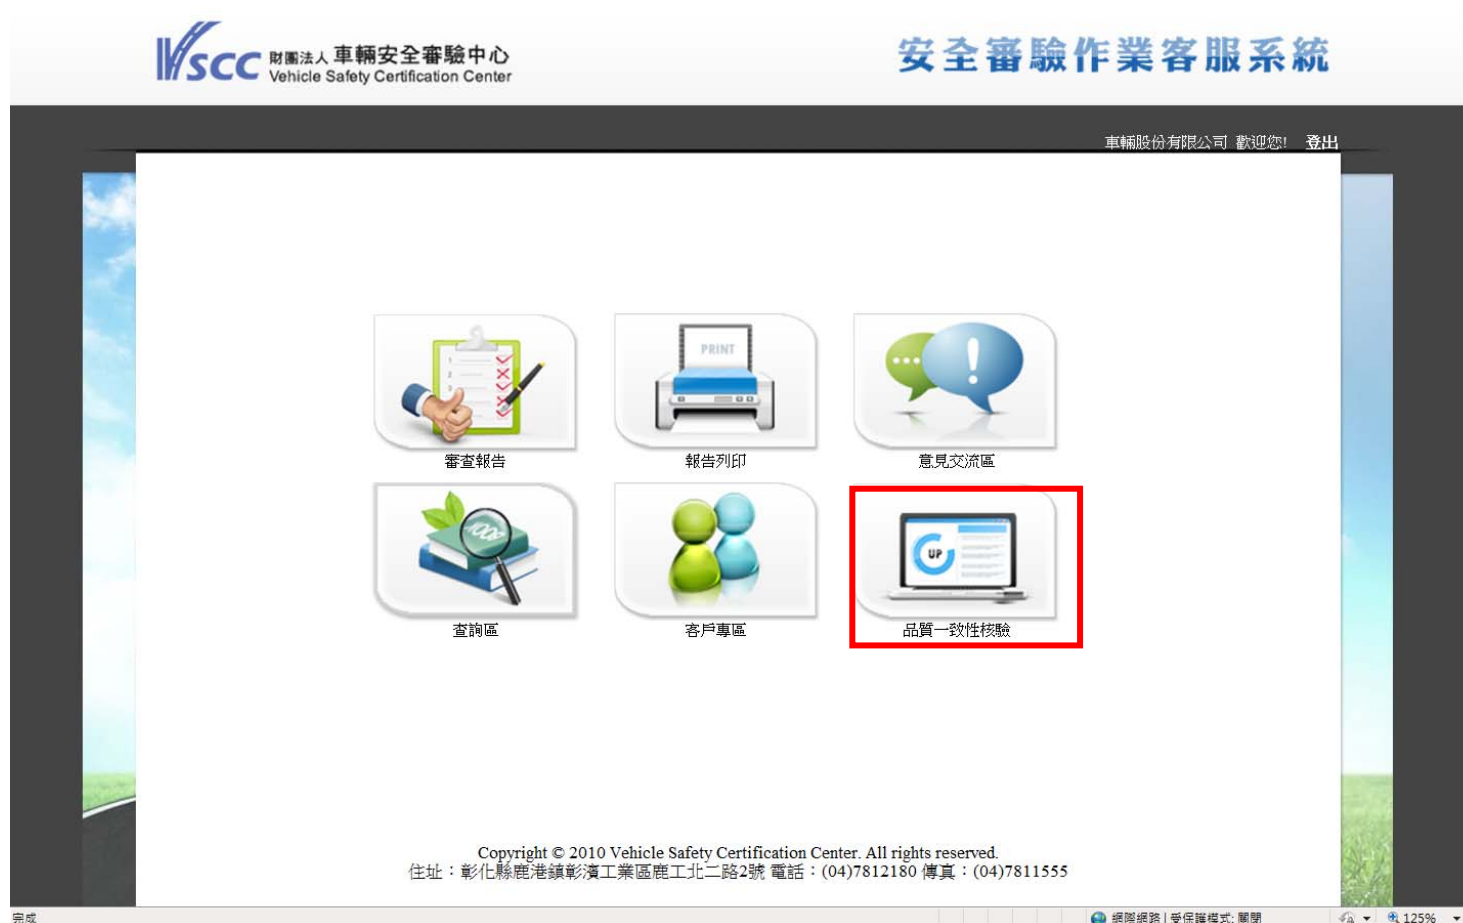 VSCC 財團法人 車輛安全審驗中心
Vehicle Safety Certification Center
安全審驗作業客服系統
車輛股份有限公司 歡迎您! 登出
PRINT
審查報告 報告列印 意見交流區
UP
查詢區 客戶專區 品質一致性核驗
Copyright © 2010 Vehicle Safety Certification Center. All rights reserved.
住址：彰化縣鹿港鎮彰濱工業區鹿工北二路2號 電話：(04)7812180 傳真：(04)7811555
完成 網際網路 | 受保護模式: 關閉 125%